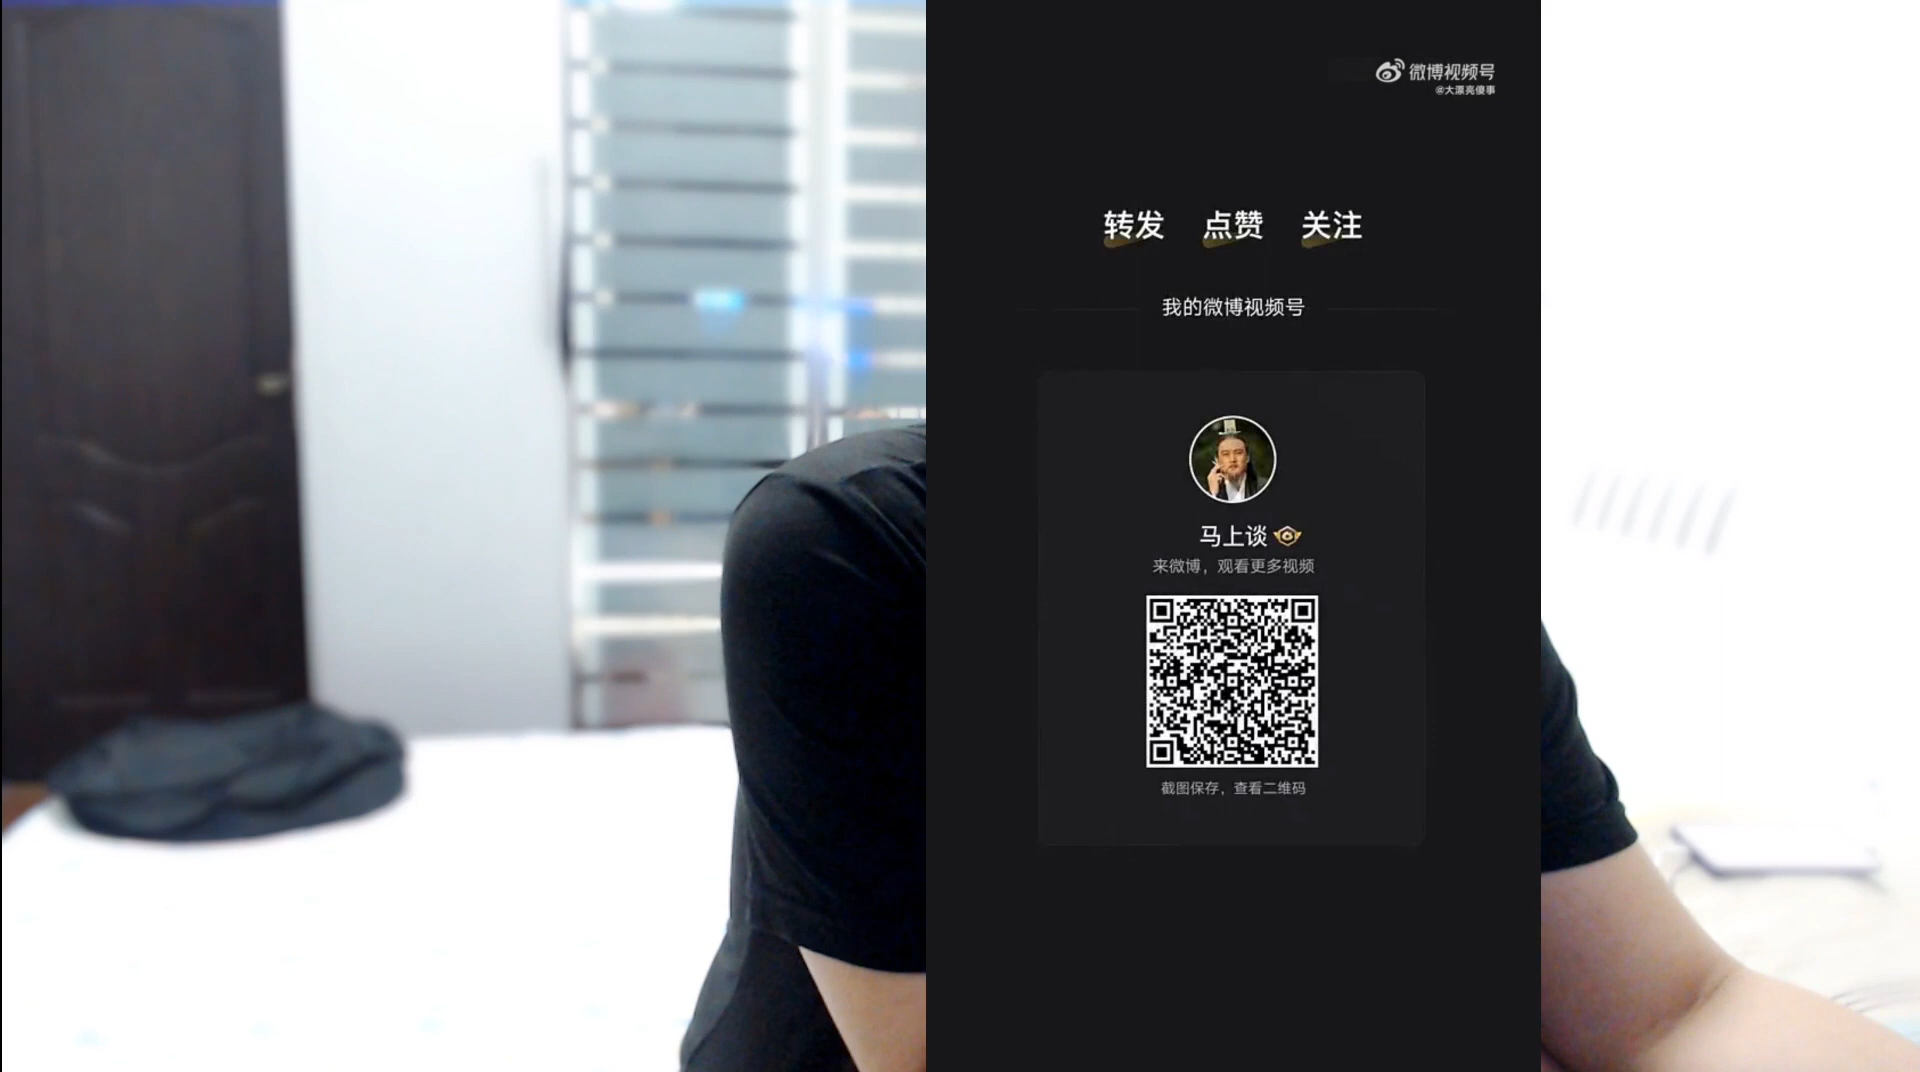 微博视频号
@大漂亮傻事
转发 点赞 关注
我的微博视频号
马上谈
来微博，观看更多视频
截图保存，查看二维码